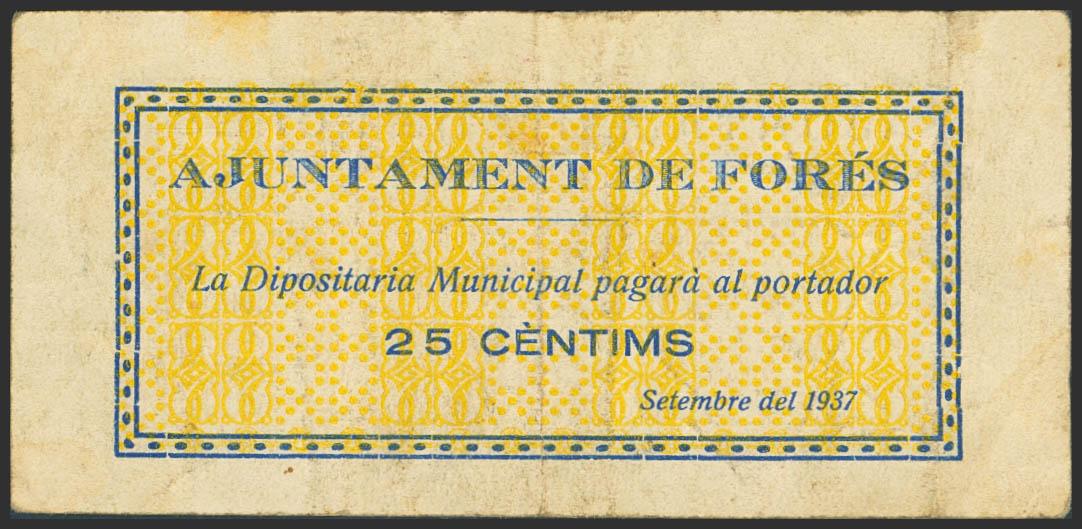 AJUNTAMENT DE FORÉS
La Dipositaria Municipal pagarà al portador
25 CÈNTIMS
Setembre del 1937